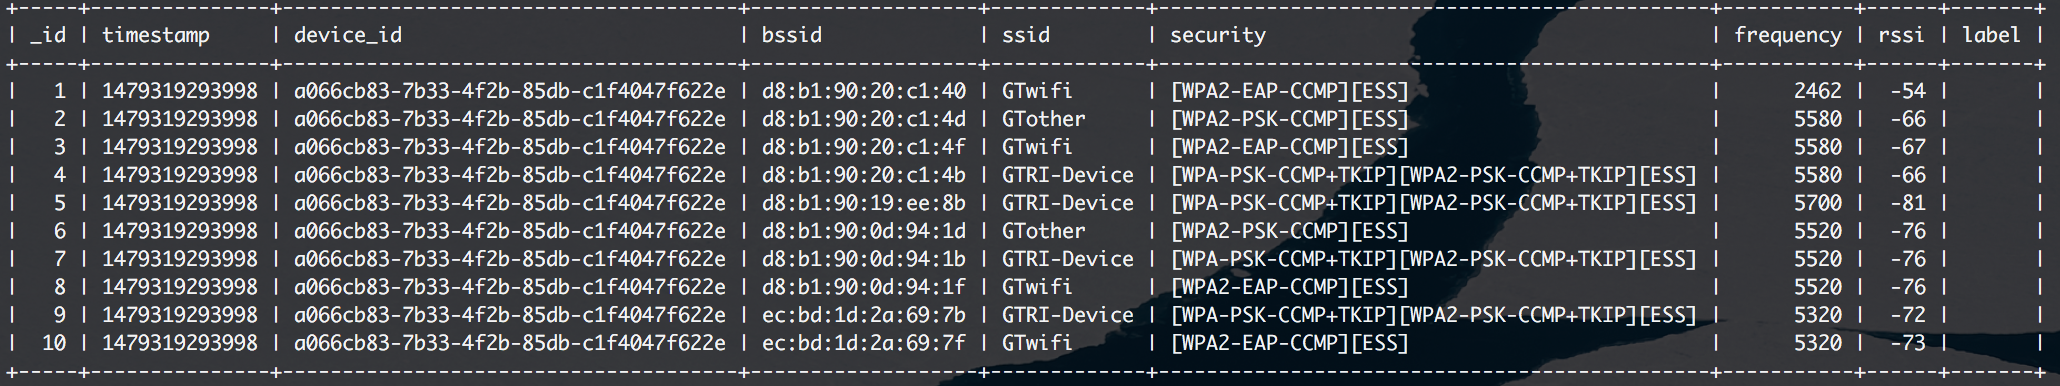 +-----+---------------+--------------------------------------+-------------------+-------------+----------------------------------------------+-----------+------+-------+
| _id | timestamp     | device_id                            | bssid             | ssid        | security                                     | frequency | rssi | label |
+-----+---------------+--------------------------------------+-------------------+-------------+----------------------------------------------+-----------+------+-------+
|   1 | 1479319293998 | a066cb83-7b33-4f2b-85db-c1f4047f622e | d8:b1:90:20:c1:40 | GTwifi      | [WPA2-EAP-CCMP][ESS]                         |      2462 |  -54 |       |
|   2 | 1479319293998 | a066cb83-7b33-4f2b-85db-c1f4047f622e | d8:b1:90:20:c1:4d | GTother     | [WPA2-PSK-CCMP][ESS]                         |      5580 |  -66 |       |
|   3 | 1479319293998 | a066cb83-7b33-4f2b-85db-c1f4047f622e | d8:b1:90:20:c1:4f | GTwifi      | [WPA2-EAP-CCMP][ESS]                         |      5580 |  -67 |       |
|   4 | 1479319293998 | a066cb83-7b33-4f2b-85db-c1f4047f622e | d8:b1:90:20:c1:4b | GTRI-Device | [WPA-PSK-CCMP+TKIP][WPA2-PSK-CCMP+TKIP][ESS] |      5580 |  -66 |       |
|   5 | 1479319293998 | a066cb83-7b33-4f2b-85db-c1f4047f622e | d8:b1:90:19:ee:8b | GTRI-Device | [WPA-PSK-CCMP+TKIP][WPA2-PSK-CCMP+TKIP][ESS] |      5700 |  -81 |       |
|   6 | 1479319293998 | a066cb83-7b33-4f2b-85db-c1f4047f622e | d8:b1:90:0d:94:1d | GTother     | [WPA2-PSK-CCMP][ESS]                         |      5520 |  -76 |       |
|   7 | 1479319293998 | a066cb83-7b33-4f2b-85db-c1f4047f622e | d8:b1:90:0d:94:1b | GTRI-Device | [WPA-PSK-CCMP+TKIP][WPA2-PSK-CCMP+TKIP][ESS] |      5520 |  -76 |       |
|   8 | 1479319293998 | a066cb83-7b33-4f2b-85db-c1f4047f622e | d8:b1:90:0d:94:1f | GTwifi      | [WPA2-EAP-CCMP][ESS]                         |      5520 |  -76 |       |
|   9 | 1479319293998 | a066cb83-7b33-4f2b-85db-c1f4047f622e | ec:bd:1d:2a:69:7b | GTRI-Device | [WPA-PSK-CCMP+TKIP][WPA2-PSK-CCMP+TKIP][ESS] |      5320 |  -72 |       |
|  10 | 1479319293998 | a066cb83-7b33-4f2b-85db-c1f4047f622e | ec:bd:1d:2a:69:7f | GTwifi      | [WPA2-EAP-CCMP][ESS]                         |      5320 |  -73 |       |
+-----+---------------+--------------------------------------+-------------------+-------------+----------------------------------------------+-----------+------+-------+